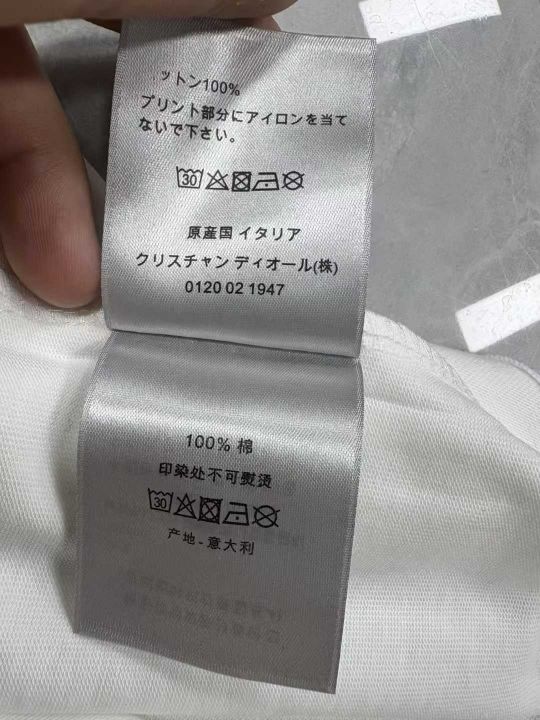 ットン100%
プリント部分にアイロンを当て
ないで下さい。
30
原産国 イタリア
クリスチャン ディオール(株)
0120 02 1947
100% 棉
印染处不可熨烫
30
产地-意大利